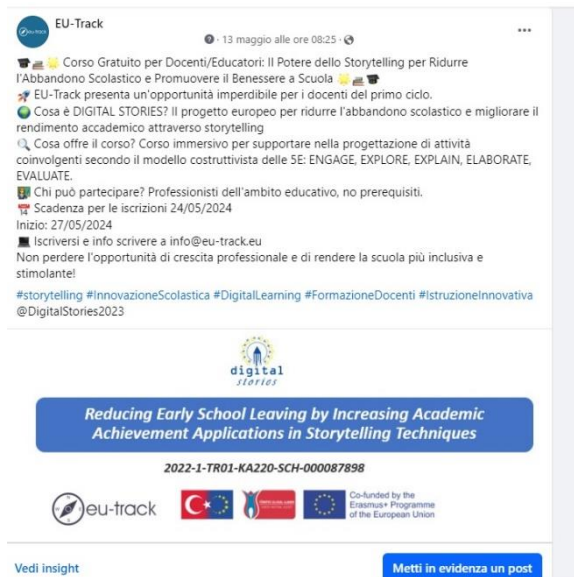 EU-Track
13 maggio alle ore 08:25
Corso Gratuito per Docenti/Educatori: Il Potere dello Storytelling per Ridurre
l'Abbandono Scolastico e Promuovere il Benessere a Scuola
EU-Track presenta un'opportunità imperdibile per i docenti del primo ciclo.
Cosa è DIGITAL STORIES? Il progetto europeo per ridurre l'abbandono scolastico e migliorare il
rendimento accademico attraverso storytelling
Cosa offre il corso? Corso immersivo per supportare nella progettazione di attività
coinvolgenti secondo il modello costruttivista delle 5E: ENGAGE, EXPLORE, EXPLAIN, ELABORATE,
EVALUATE.
Chi può partecipare? Professionisti dell'ambito educativo, no prerequisiti.
Scadenza per le iscrizioni 24/05/2024
Inizio: 27/05/2024
Iscriversi e info scrivere a info@eu-track.eu
Non perdere l'opportunità di crescita professionale e di rendere la scuola più inclusiva e
stimolante!
#storytelling #InnovazioneScolastica #DigitalLearning #FormazioneDocenti #IstruzioneInnovativa
@DigitalStories2023
digital
stories
Reducing Early School Leaving by Increasing Academic
Achievement Applications in Storytelling Techniques
2022-1-TR01-KA220-SCH-000087898
eu-track
Co-funded by the
Erasmus+ Programme
of the European Union
Vedi insight
Metti in evidenza un post